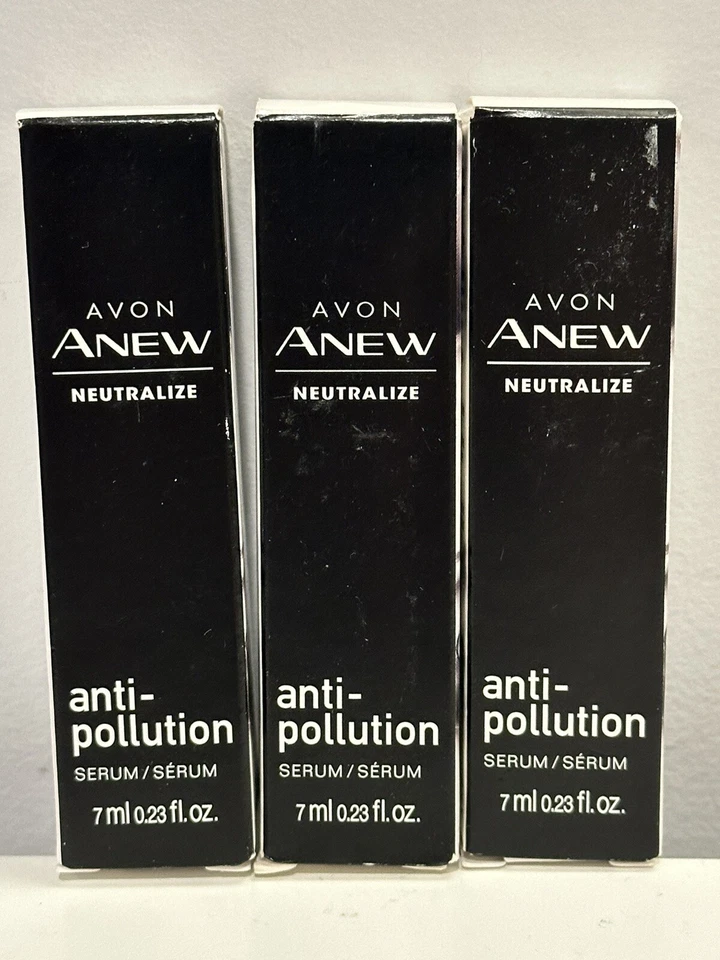 AVON
ANEW
NEUTRALIZE
anti-
pollution
SERUM / SÉRUM
7 ml 0.23 fl. oz.
AVON
ANEW
NEUTRALIZE
anti-
pollution
SERUM / SÉRUM
7 ml 0.23 fl. oz.
AVON
ANEW
NEUTRALIZE
anti-
pollution
SERUM / SÉRUM
7 ml 0.23 fl. oz.